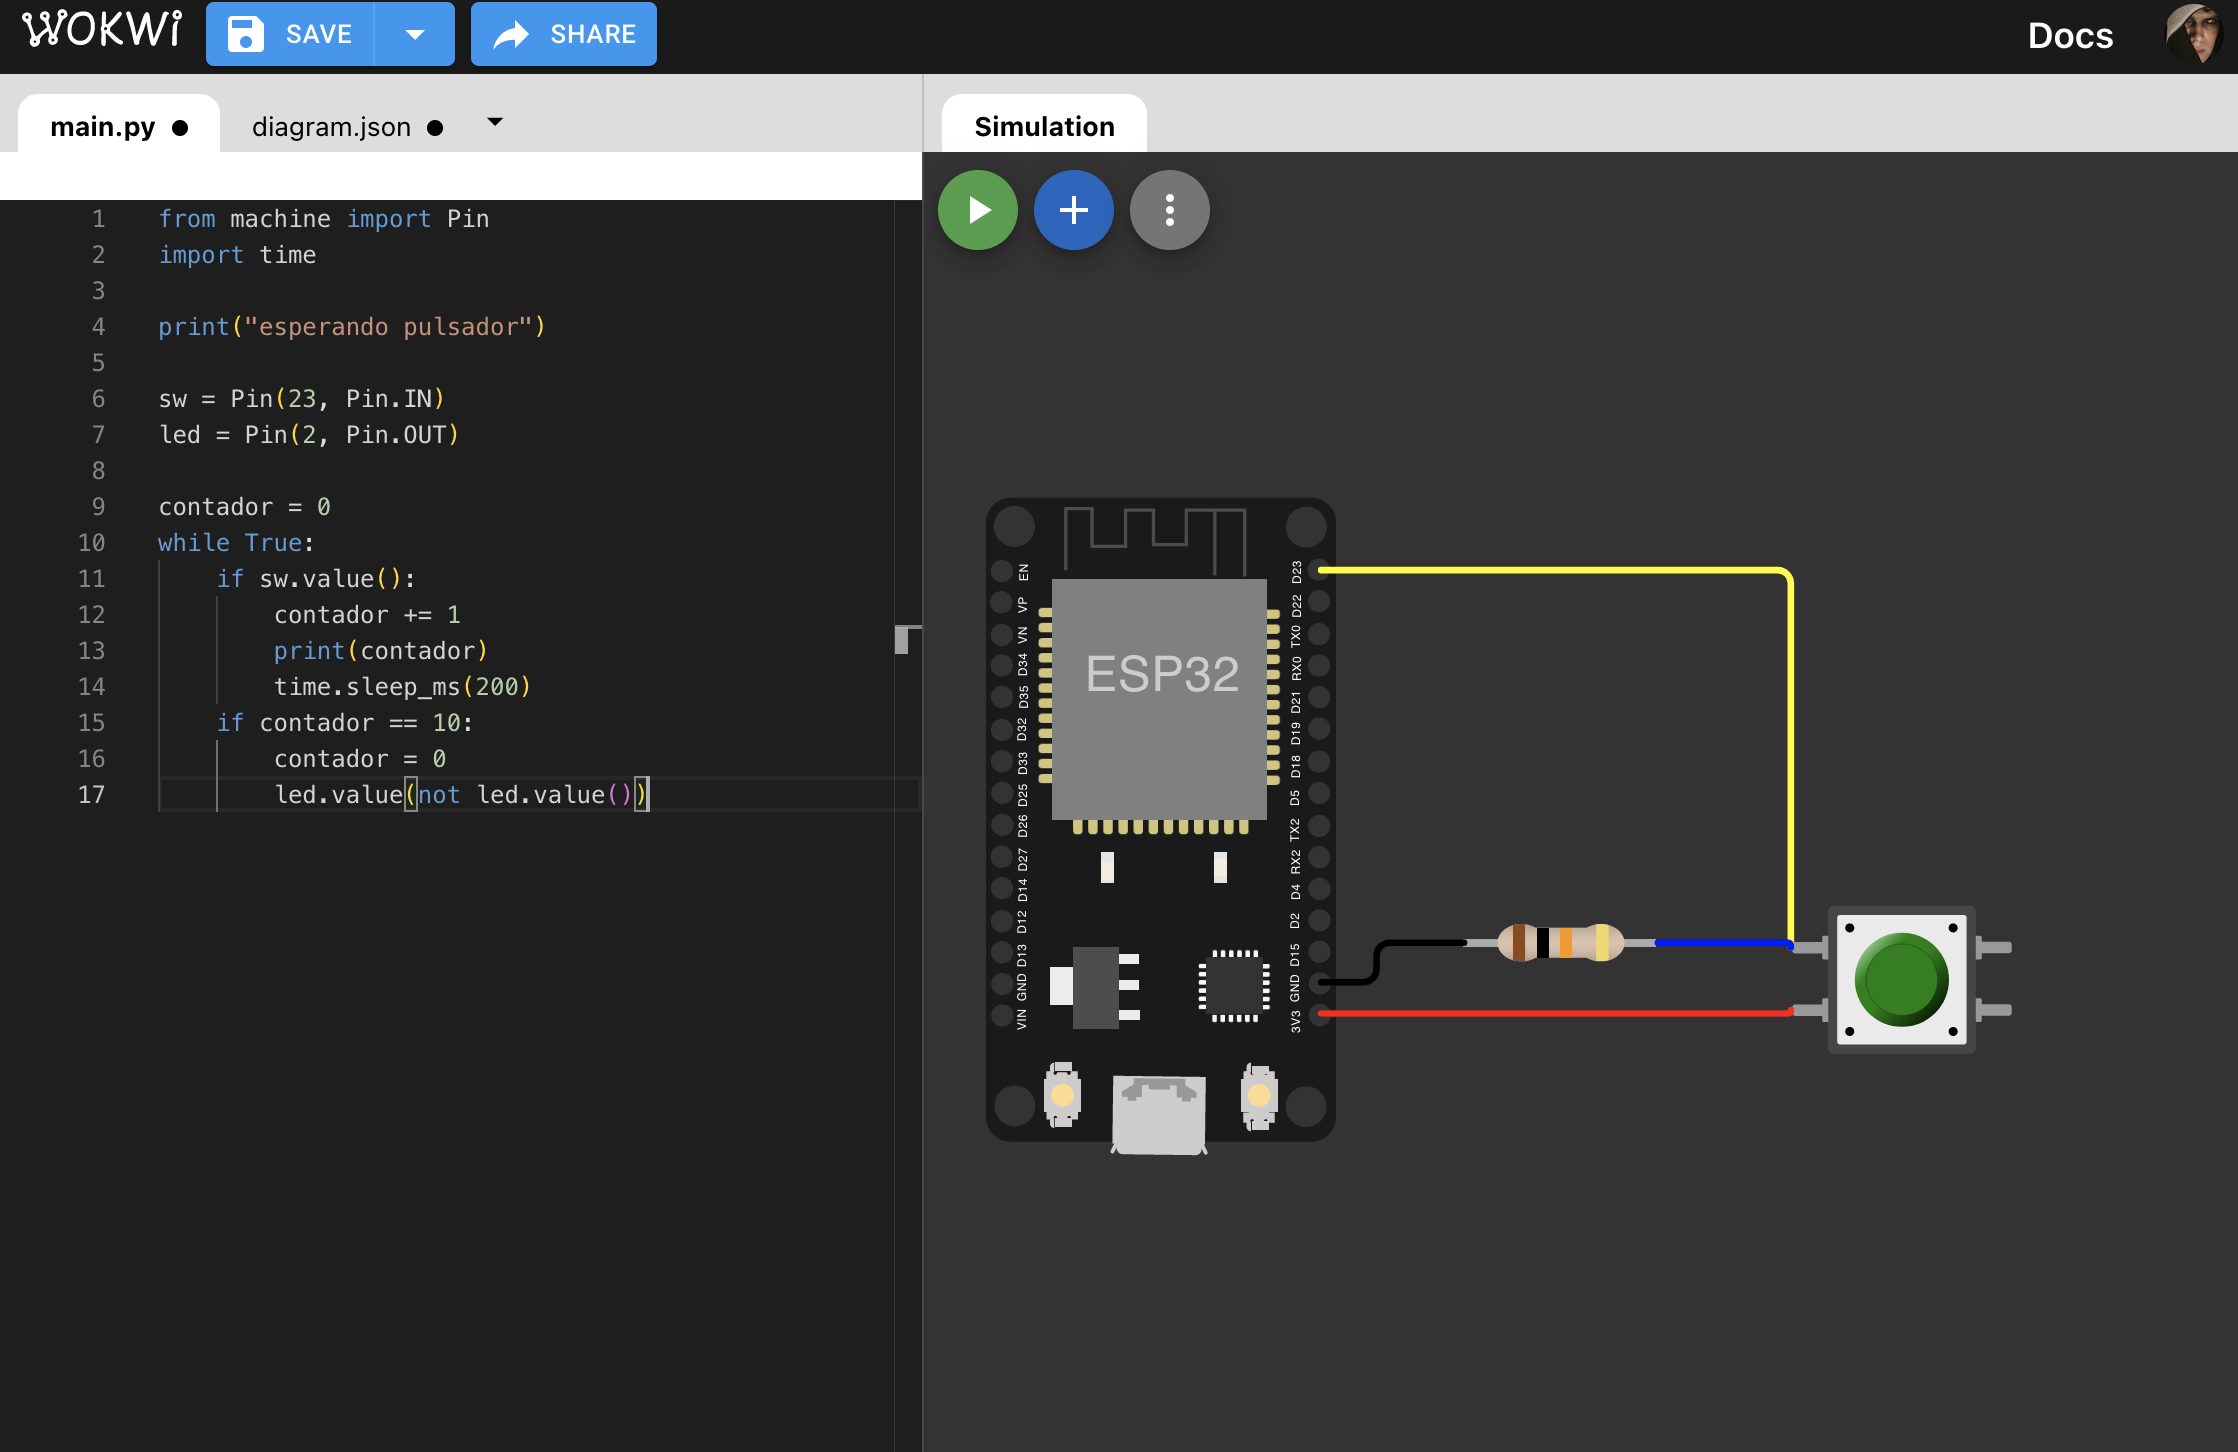 WOKWi
SAVE
SHARE
Docs
main.py ●
diagram.json ●
Simulation
1 from machine import Pin
2 import time
3
4 print("esperando pulsador")
5
6 sw = Pin(23, Pin.IN)
7 led = Pin(2, Pin.OUT)
8
9 contador = 0
10 while True:
11 if sw.value():
12 contador += 1
13 print(contador)
14 time.sleep_ms(200)
15 if contador == 10:
16 contador = 0
17 led.value(not led.value())
ESP32
EN
VP
VN
D34
D35
D32
D33
D25
D26
D27
D14
D12
D13
GND
VIN
D23
D22
TX0
RX0
D21
D19
D18
D5
TX2
RX2
D4
D2
D15
GND
3V3